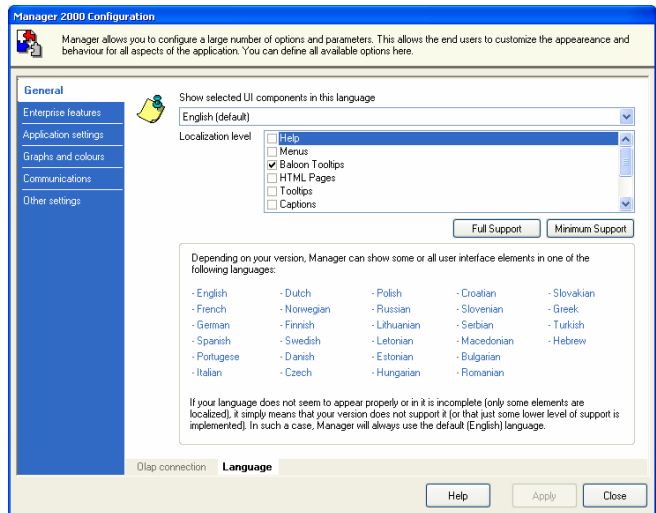 Manager 2000 Configuration
Manager allows you to configure a large number of options and parameters. This allows the end users to customize the appeareance and
behaviour for all aspects of the application. You can define all available options here.
General
Enterprise features
Application settings
Graphs and colours
Communications
Other settings
Show selected UI components in this language
English (default)
Localization level
Help
Menus
Baloon Tooltips
HTML Pages
Tooltips
Captions
Full Support Minimum Support
Depending on your version, Manager can show some or all user interface elements in one of the
following languages:
- English - Dutch - Polish - Croatian - Slovakian
- French - Norwegian - Russian - Slovenian - Greek
- German - Finnish - Lithuanian - Serbian - Turkish
- Spanish - Swedish - Letonian - Macedonian - Hebrew
- Portugese - Danish - Estonian - Bulgarian
- Italian - Czech - Hungarian - Romanian
If your language does not seem to appear properly or in it is incomplete (only some elements are
localized), it simply means that your version does not support it (or that just some lower level of support is
implemented). In such a case, Manager will always use the default (English) language.
Olap connection Language
Help Apply Close